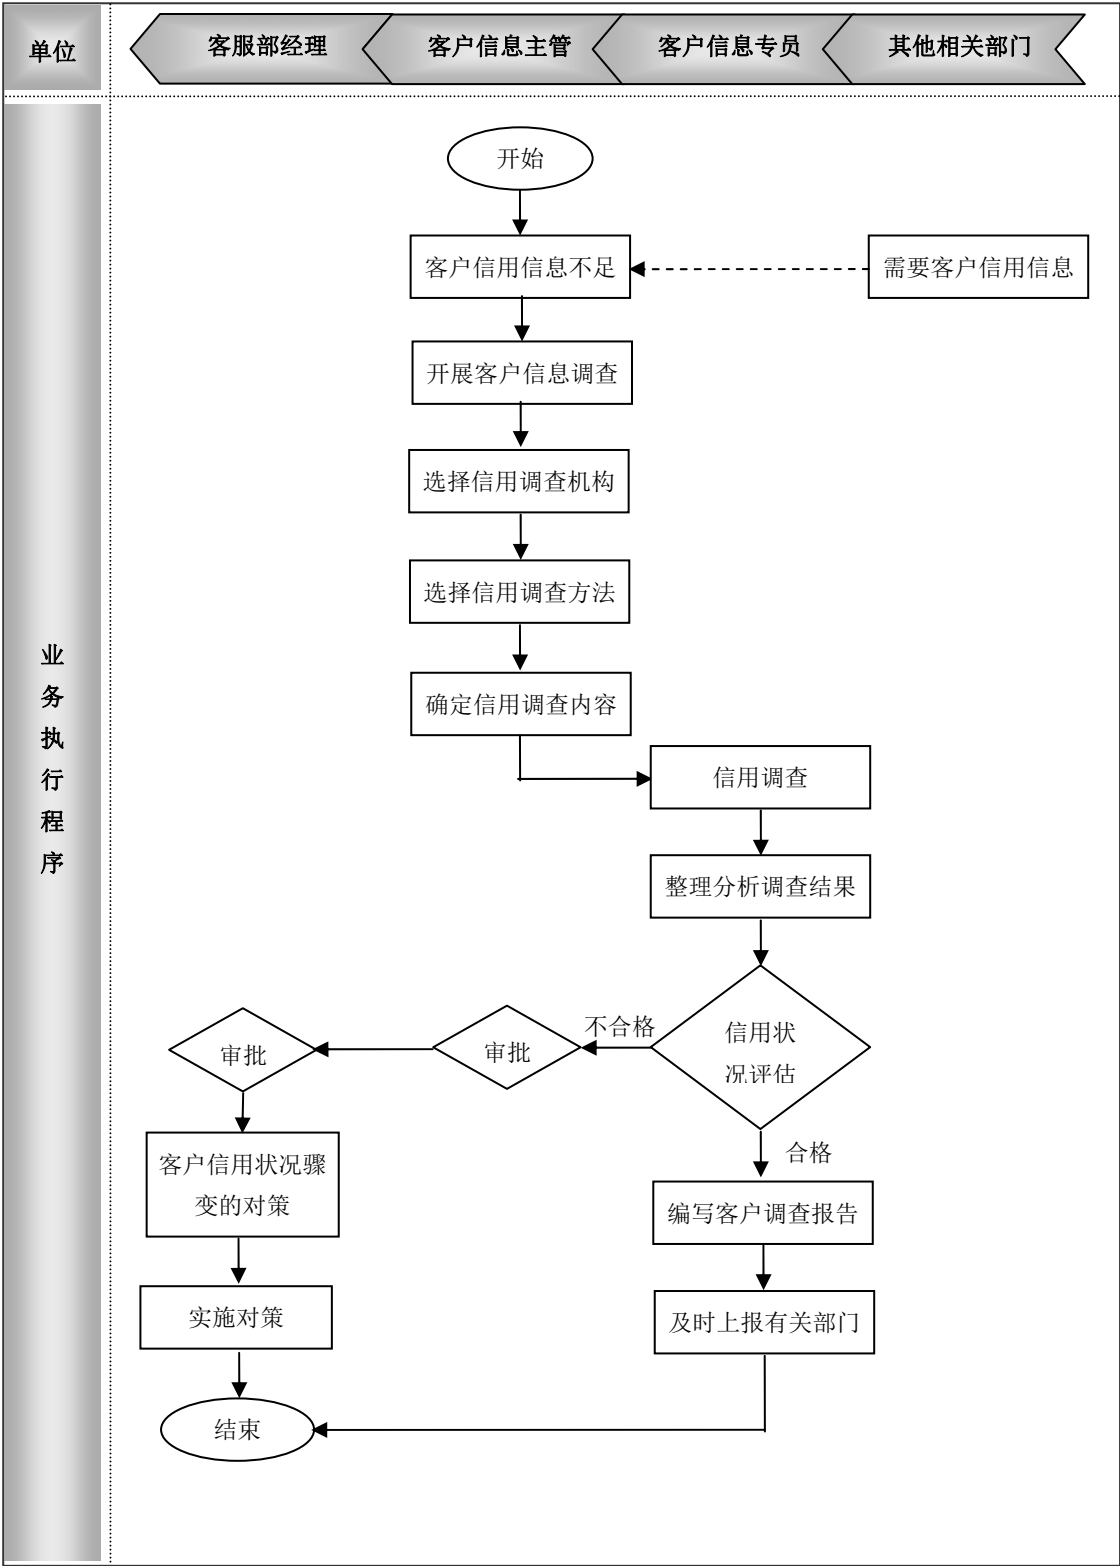 单位
客服部经理
客户信息主管
客户信息专员
其他相关部门
业
务
执
行
程
序
开始
客户信用信息不足
需要客户信用信息
开展客户信息调查
选择信用调查机构
选择信用调查方法
确定信用调查内容
信用调查
整理分析调查结果
信用状
况评估
不合格
审批
审批
合格
客户信用状况骤
变的对策
编写客户调查报告
实施对策
及时上报有关部门
结束